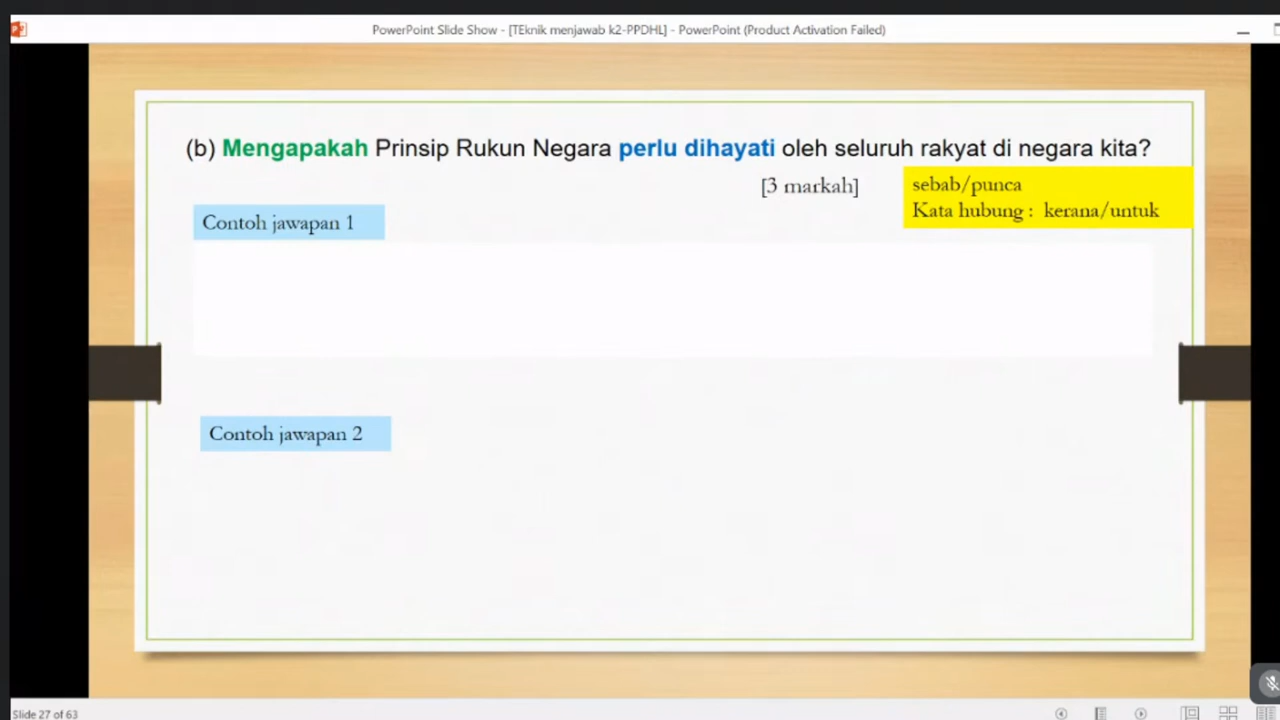 PowerPoint Slide Show - [TEknik menjawab k2-PPDHL] - PowerPoint (Product Activation Failed)
(b) Mengapakah Prinsip Rukun Negara perlu dihayati oleh seluruh rakyat di negara kita?
[3 markah]
sebab/punca
Kata hubung : kerana/untuk
Contoh jawapan 1
Contoh jawapan 2
Slide 27 of 63